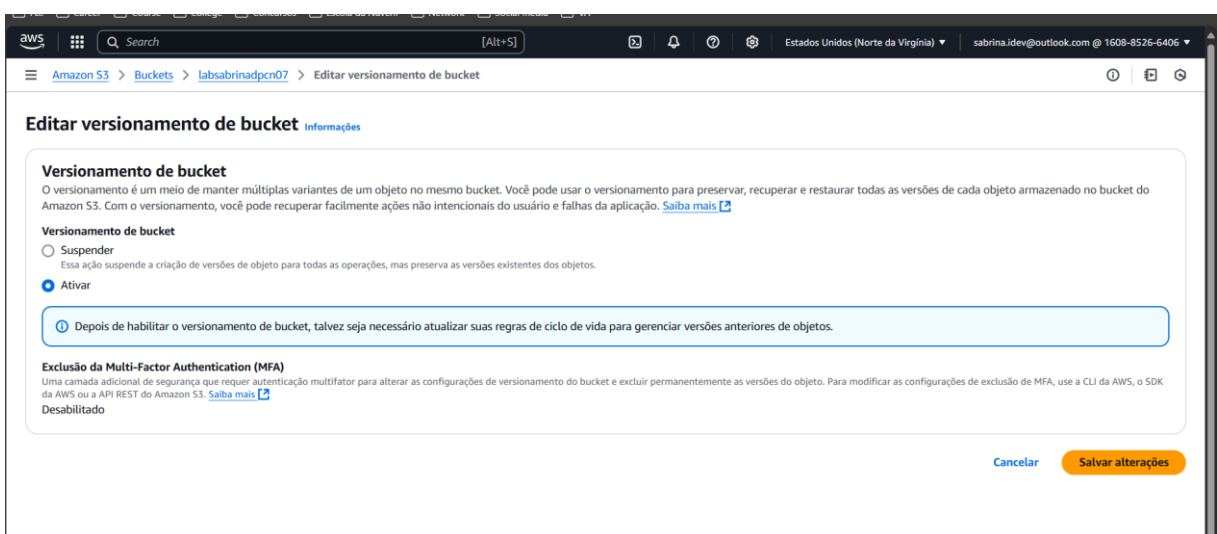 aws
Search
[Alt+S]
Estados Unidos (Norte da Virgínia) ▼
sabrina.idev@outlook.com @ 1608-8526-6406 ▼
Amazon S3 > Buckets > labsabrinadpcn07 > Editar versionamento de bucket
Editar versionamento de bucket Informações
Versionamento de bucket
O versionamento é um meio de manter múltiplas variantes de um objeto no mesmo bucket. Você pode usar o versionamento para preservar, recuperar e restaurar todas as versões de cada objeto armazenado no bucket do
Amazon S3. Com o versionamento, você pode recuperar facilmente ações não intencionais do usuário e falhas da aplicação. Saiba mais
Versionamento de bucket
Suspender
Essa ação suspende a criação de versões de objeto para todas as operações, mas preserva as versões existentes dos objetos.
Ativar
Depois de habilitar o versionamento de bucket, talvez seja necessário atualizar suas regras de ciclo de vida para gerenciar versões anteriores de objetos.
Exclusão da Multi-Factor Authentication (MFA)
Uma camada adicional de segurança que requer autenticação multifator para alterar as configurações de versionamento do bucket e excluir permanentemente as versões do objeto. Para modificar as configurações de exclusão de MFA, use a CLI da AWS, o SDK
da AWS ou a API REST do Amazon S3. Saiba mais
Desabilitado
Cancelar
Salvar alterações